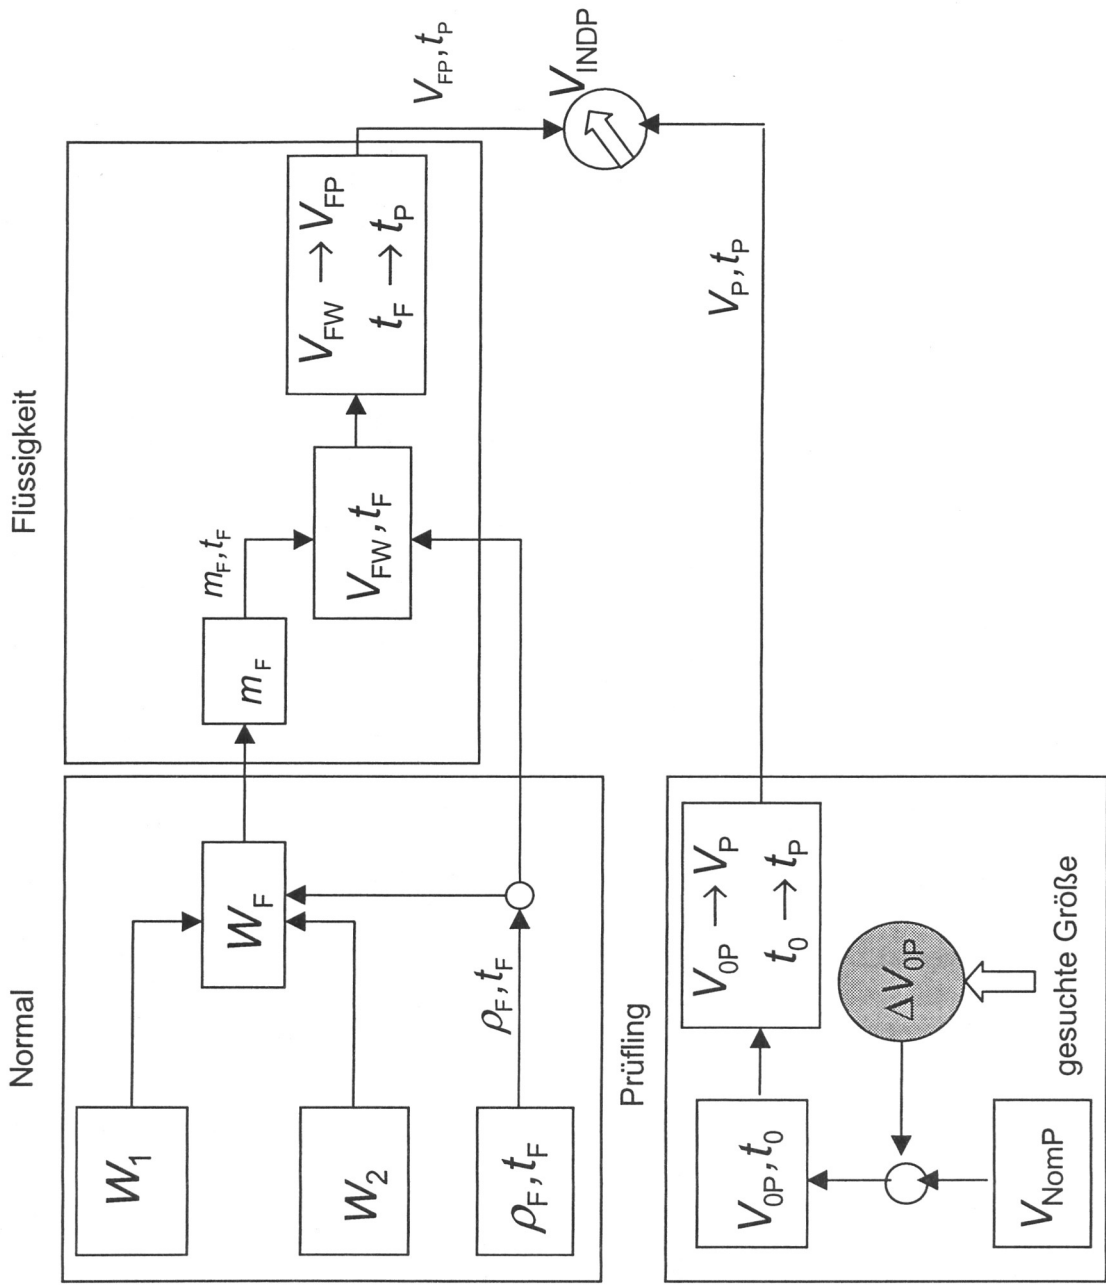 Normal
Flüssigkeit
W₁
W₂
ρF, tF
ρF, tF
WF
mF
mF, tF
VFW, tF
VFW → VFP
tF → tP
VFP, tP
VINDP
Prüfling
V0P, t0
VNomP
ΔV0P
gesuchte Größe
V0P → VP
t0 → tP
VP, tP